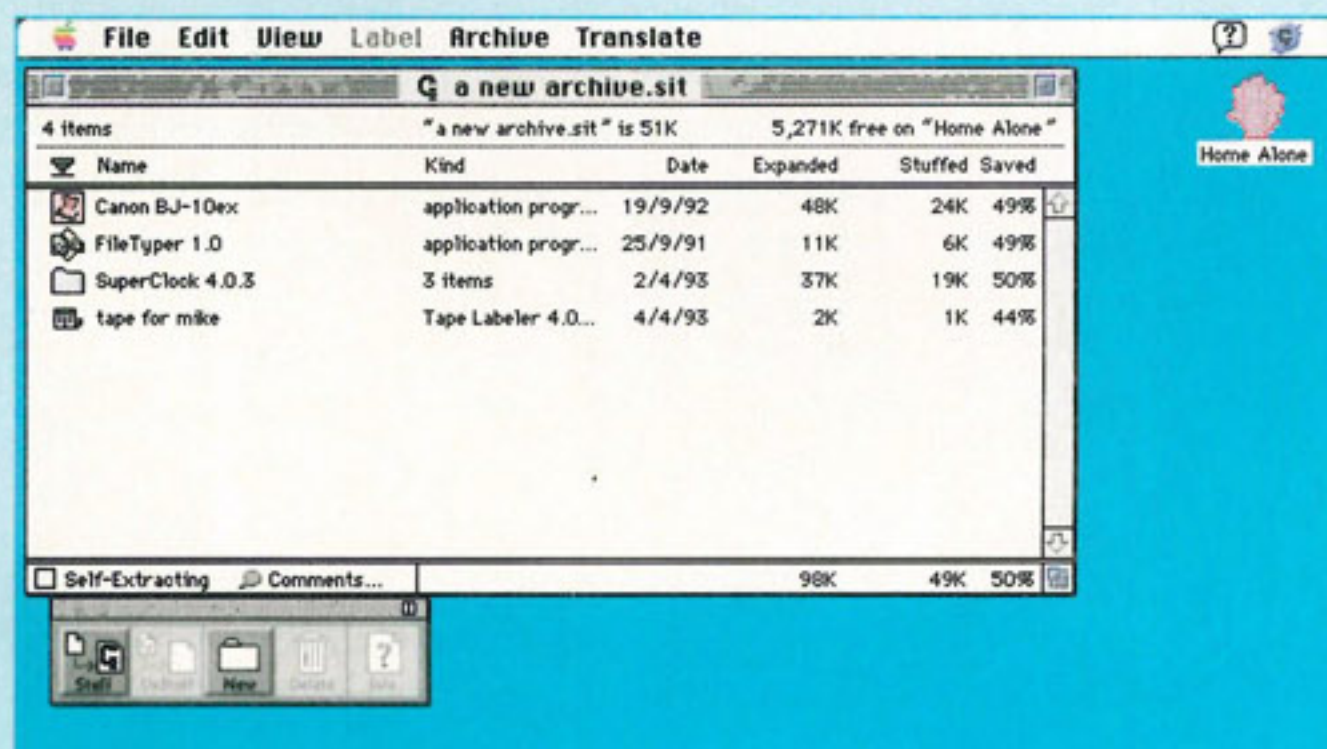 File Edit View Label Archive Translate
a new archive.sit
4 items "a new archive.sit" is 51K 5,271K free on "Home Alone"
Name Kind Date Expanded Stuffed Saved
Canon BJ-10ex application progr... 19/9/92 48K 24K 49%
FileTyper 1.0 application progr... 25/9/91 11K 6K 49%
SuperClock 4.0.3 3 items 2/4/93 37K 19K 50%
tape for mike Tape Labeler 4.0... 4/4/93 2K 1K 44%
Self-Extracting Comments... 98K 49K 50%
Stuff New Delete
Home Alone